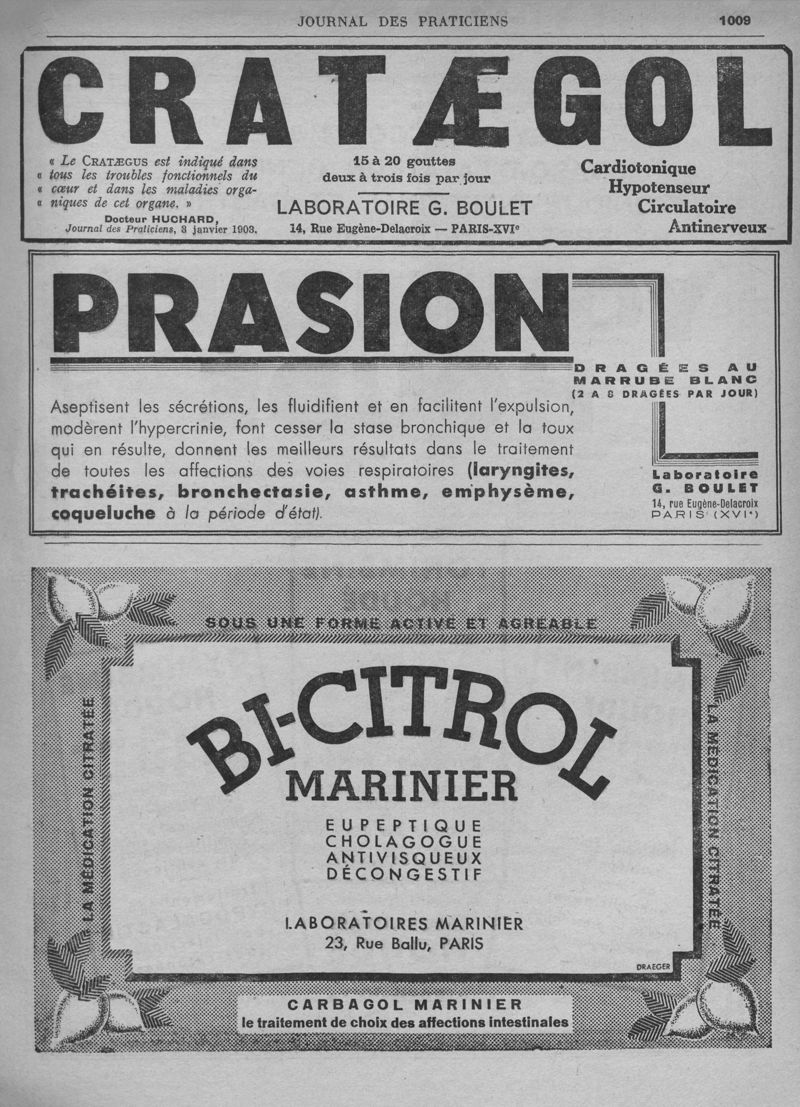 JOURNAL DES PRATICIENS 1009
CRATÆGOL
« Le CRATÆGUS est indiqué dans
« tous les troubles fonctionnels du
« cœur et dans les maladies orga-
« niques de cet organe. »
Docteur HUCHARD,
Journal des Praticiens, 3 janvier 1903.
15 à 20 gouttes
deux à trois fois par jour
LABORATOIRE G. BOULET
14, Rue Eugène-Delacroix — PARIS-XVIe
Cardiotonique
Hypotenseur
Circulatoire
Antinerveux
PRASION
DRAGÉES AU
MARRUBE BLANC
(2 A 8 DRAGÉES PAR JOUR)
Aseptisent les sécrétions, les fluidifient et en facilitent l'expulsion,
modèrent l'hypercrinie, font cesser la stase bronchique et la toux
qui en résulte, donnent les meilleurs résultats dans le traitement
de toutes les affections des voies respiratoires (laryngites,
trachéites, bronchectasie, asthme, emphysème,
coqueluche à la période d'état).
Laboratoire
G. BOULET
14, rue Eugène-Delacroix
PARIS (XVIe)
SOUS UNE FORME ACTIVE ET AGRÉABLE
LA MÉDICATION CITRATÉE
BI-CITROL
MARINIER
EUPEPTIQUE
CHOLAGOGUE
ANTIVISQUEUX
DÉCONGESTIF
LABORATOIRES MARINIER
23, Rue Ballu, PARIS
DRAEGER
LA MÉDICATION CITRATÉE
CARBAGOL MARINIER
le traitement de choix des affections intestinales